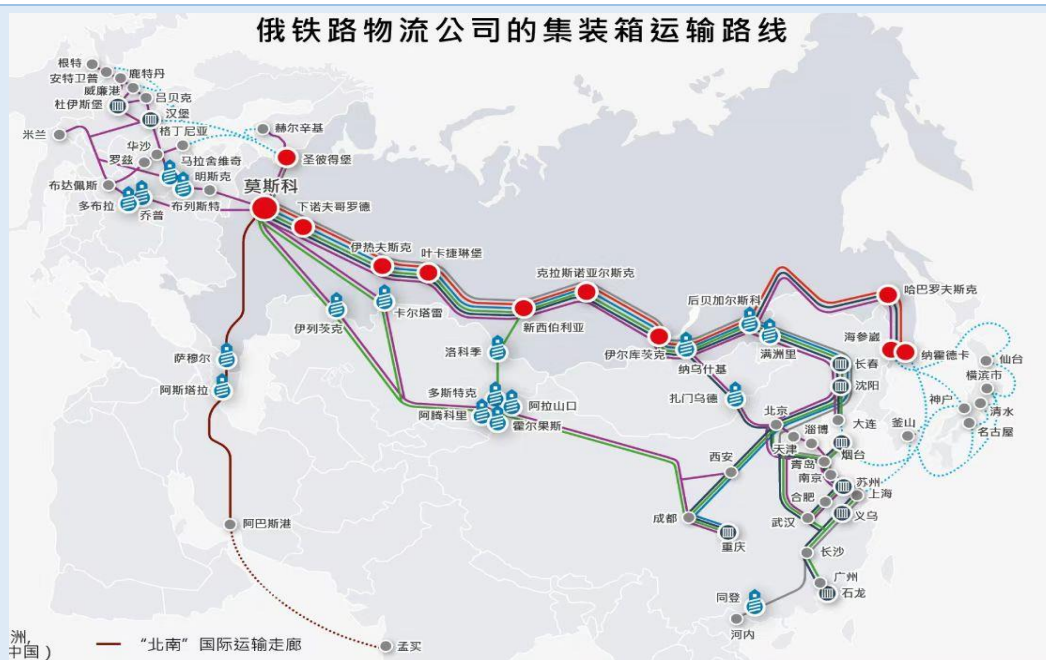 俄铁路物流公司的集装箱运输路线
根特
安特卫普
鹿特丹
威廉港
吕贝克
杜伊斯堡
汉堡
格丁尼亚
赫尔辛基
米兰
华沙
圣彼得堡
罗兹
马拉舍维奇
布达佩斯
明斯克
莫斯科
多布拉
乔普
布列斯特
下诺夫哥罗德
伊热夫斯克
叶卡捷琳堡
克拉斯诺亚尔斯克
后贝加尔斯科
哈巴罗夫斯克
伊列茨克
卡尔塔雷
新西伯利亚
伊尔库茨克
满洲里
海参崴
纳霍德卡
洛科季
纳乌什基
长春
仙台
萨穆尔
沈阳
横滨市
阿斯塔拉
多斯特克
阿拉山口
扎门乌德
神户
清水
阿腾科里
霍尔果斯
北京
淄博
大连
釜山
名古屋
天津
烟台
西安
青岛
南京
苏州
上海
合肥
阿巴斯港
成都
武汉
义乌
重庆
长沙
广州
同登
石龙
河内
洲,
中国 )
“北南”国际运输走廊
孟买